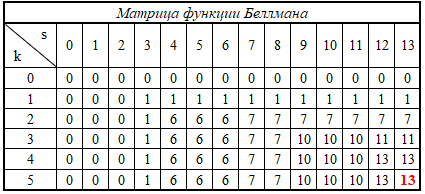 Матрица функции Беллмана
s 0 1 2 3 4 5 6 7 8 9 10 11 12 13
k
0 0 0 0 0 0 0 0 0 0 0 0 0 0 0
1 0 0 0 1 1 1 1 1 1 1 1 1 1 1
2 0 0 0 1 6 6 6 7 7 7 7 7 7 7
3 0 0 0 1 6 6 6 7 7 10 10 10 11 11
4 0 0 0 1 6 6 6 7 7 10 10 10 13 13
5 0 0 0 1 6 6 6 7 7 10 10 10 13 13